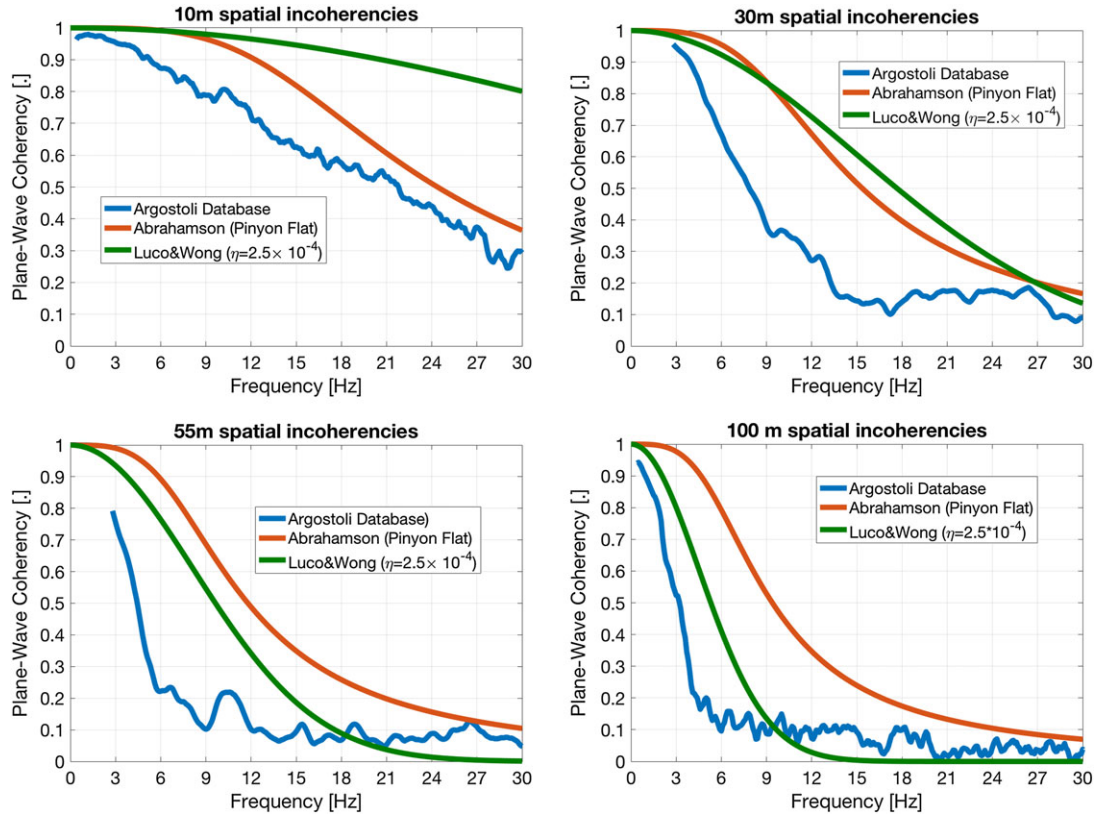 10m spatial incoherencies
Plane-Wave Coherency [.]
1
0.9
0.8
0.7
0.6
0.5
0.4
0.3
0.2
0.1
0
Argostoli Database
Abrahamson (Pinyon Flat)
Luco&Wong (η=2.5× 10⁻⁴)
0 3 6 9 12 15 18 21 24 27 30
Frequency [Hz]
30m spatial incoherencies
Plane-Wave Coherency [.]
1
0.9
0.8
0.7
0.6
0.5
0.4
0.3
0.2
0.1
0
Argostoli Database
Abrahamson (Pinyon Flat)
Luco&Wong (η=2.5× 10⁻⁴)
0 3 6 9 12 15 18 21 24 27 30
Frequency [Hz]
55m spatial incoherencies
Plane-Wave Coherency [.]
1
0.9
0.8
0.7
0.6
0.5
0.4
0.3
0.2
0.1
0
Argostoli Database)
Abrahamson (Pinyon Flat)
Luco&Wong (η=2.5× 10⁻⁴)
0 3 6 9 12 15 18 21 24 27 30
Frequency [Hz]
100 m spatial incoherencies
Plane-Wave Coherency [.]
1
0.9
0.8
0.7
0.6
0.5
0.4
0.3
0.2
0.1
0
Argostoli Database
Abrahamson (Pinyon Flat)
Luco&Wong (η=2.5*10⁻⁴)
0 3 6 9 12 15 18 21 24 27 30
Frequency [Hz]